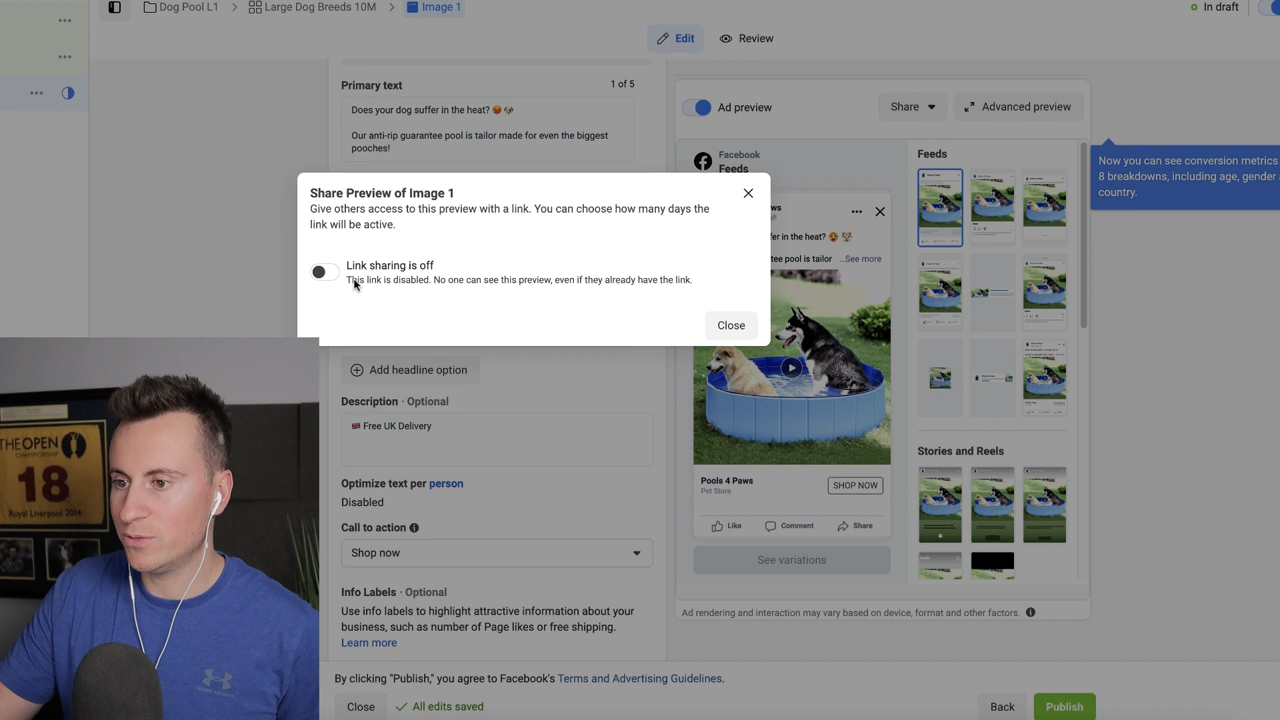 Dog Pool L1
Large Dog Breeds 10M
Image 1
In draft
Edit
Review
Primary text
1 of 5
Does your dog suffer in the heat? 🥵 🐶
Our anti-rip guarantee pool is tailor made for even the biggest
pooches!
Ad preview
Share
Advanced preview
Facebook
Feeds
Feeds
Now you can see conversion metrics
8 breakdowns, including age, gender
country.
Share Preview of Image 1
Give others access to this preview with a link. You can choose how many days the
link will be active.
Link sharing is off
This link is disabled. No one can see this preview, even if they already have the link.
Close
ws
fer in the heat? 🥵 🐶
tee pool is tailor
...See more
Add headline option
Description · Optional
🇬🇧 Free UK Delivery
Optimize text per person
Disabled
Call to action
Shop now
Info Labels · Optional
Use info labels to highlight attractive information about your
business, such as number of Page likes or free shipping.
Learn more
Pools 4 Paws
Pet Store
SHOP NOW
Like
Comment
Share
See variations
Stories and Reels
Ad rendering and interaction may vary based on device, format and other factors.
By clicking "Publish," you agree to Facebook's Terms and Advertising Guidelines.
Close
All edits saved
Back
Publish
THE OPEN
CHAMPIONSHIP
18
Royal Liverpool 2014